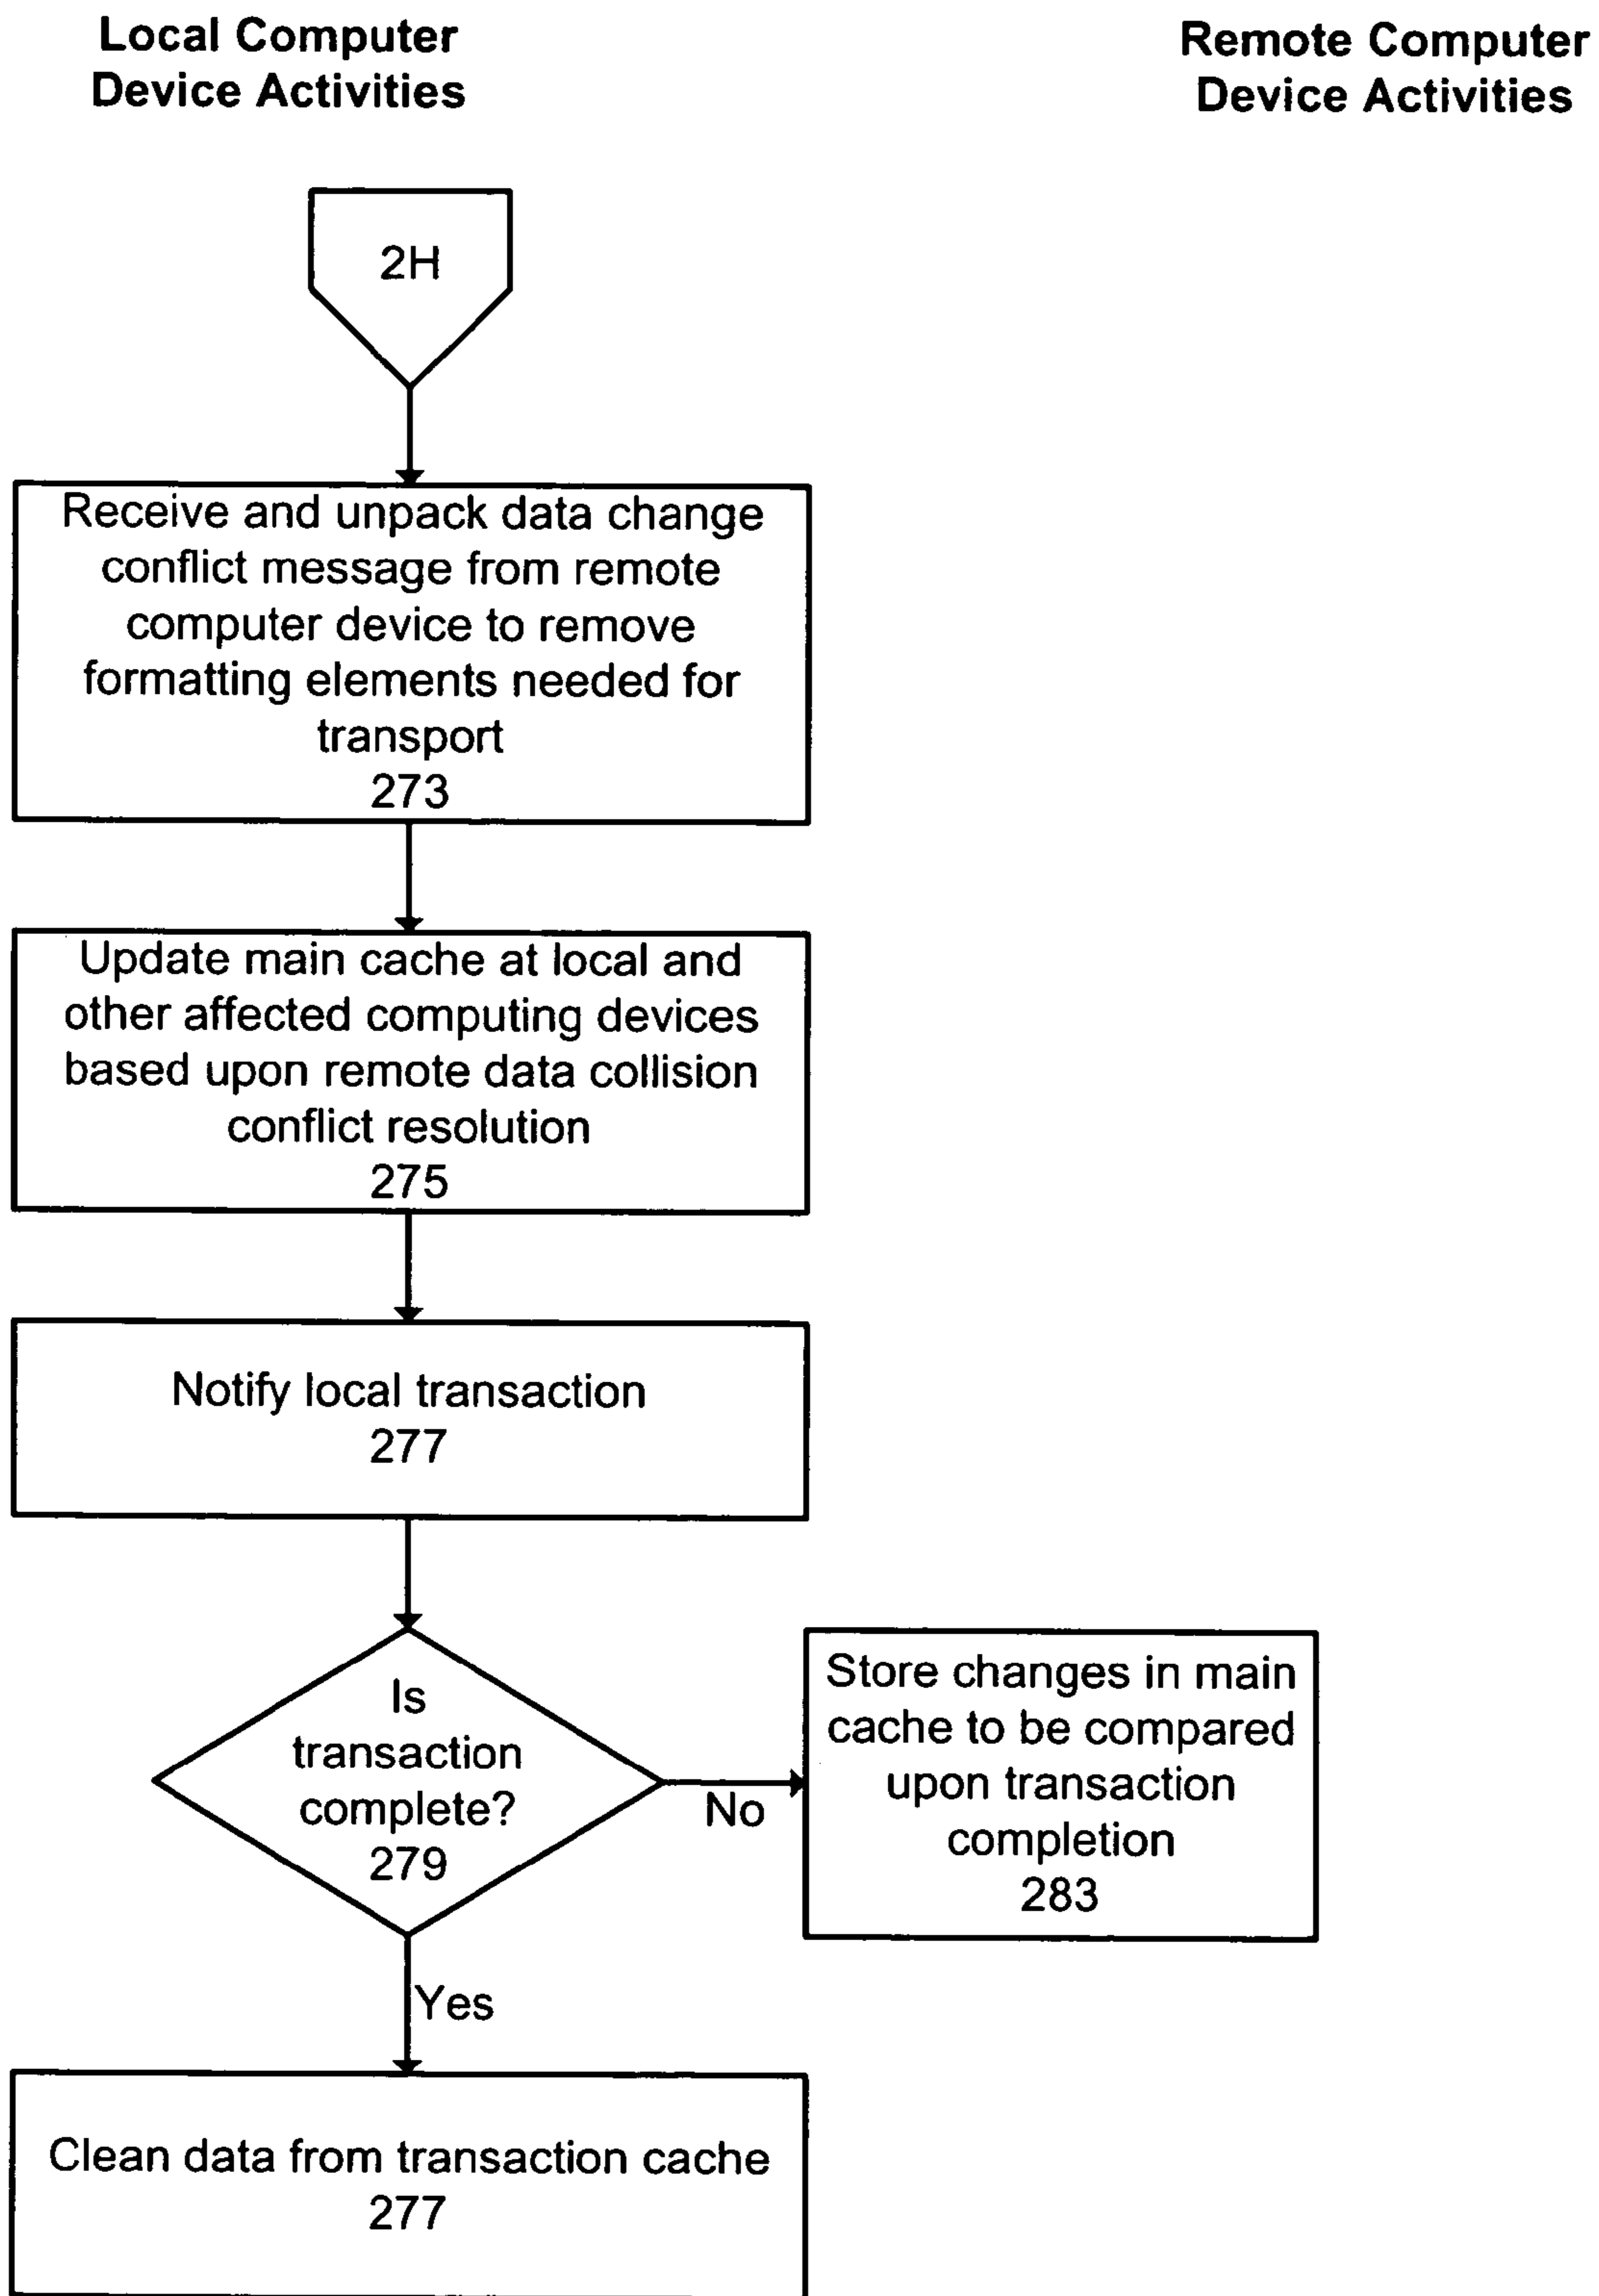 Local Computer
Device Activities
Remote Computer
Device Activities
2H
Receive and unpack data change
conflict message from remote
computer device to remove
formatting elements needed for
transport
273
Update main cache at local and
other affected computing devices
based upon remote data collision
conflict resolution
275
Notify local transaction
277
Is
transaction
complete?
279
No
Store changes in main
cache to be compared
upon transaction
completion
283
Yes
Clean data from transaction cache
277